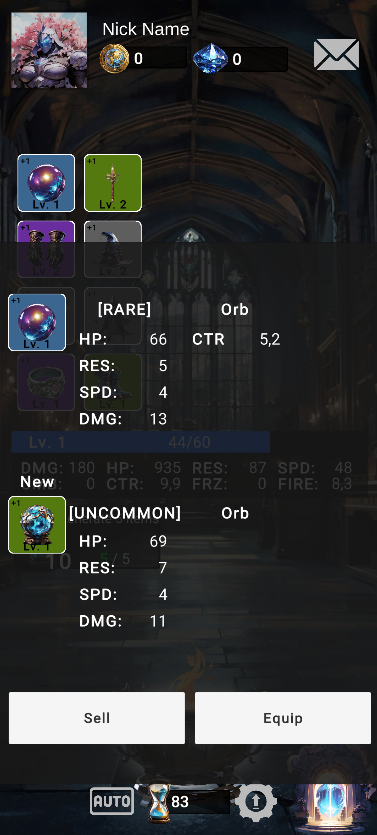 Nick Name
0 0
+1 +1
Lv. 1 Lv. 2
+1 +1
+1 [RARE] Orb
Lv. 1
HP: 66 CTR 5,2
RES: 5
SPD: 4
DMG: 13
Lv. 1 44/60
DMG: 180 HP: 935 RES: 87 SPD: 48
0 CTR: 9,9 FRZ: 0 FIRE: 8,3
New
+1 [UNCOMMON] Orb
Lv. 1
HP: 69
10 5 / 5
RES: 7
SPD: 4
DMG: 11
Sell Equip
AUTO 83